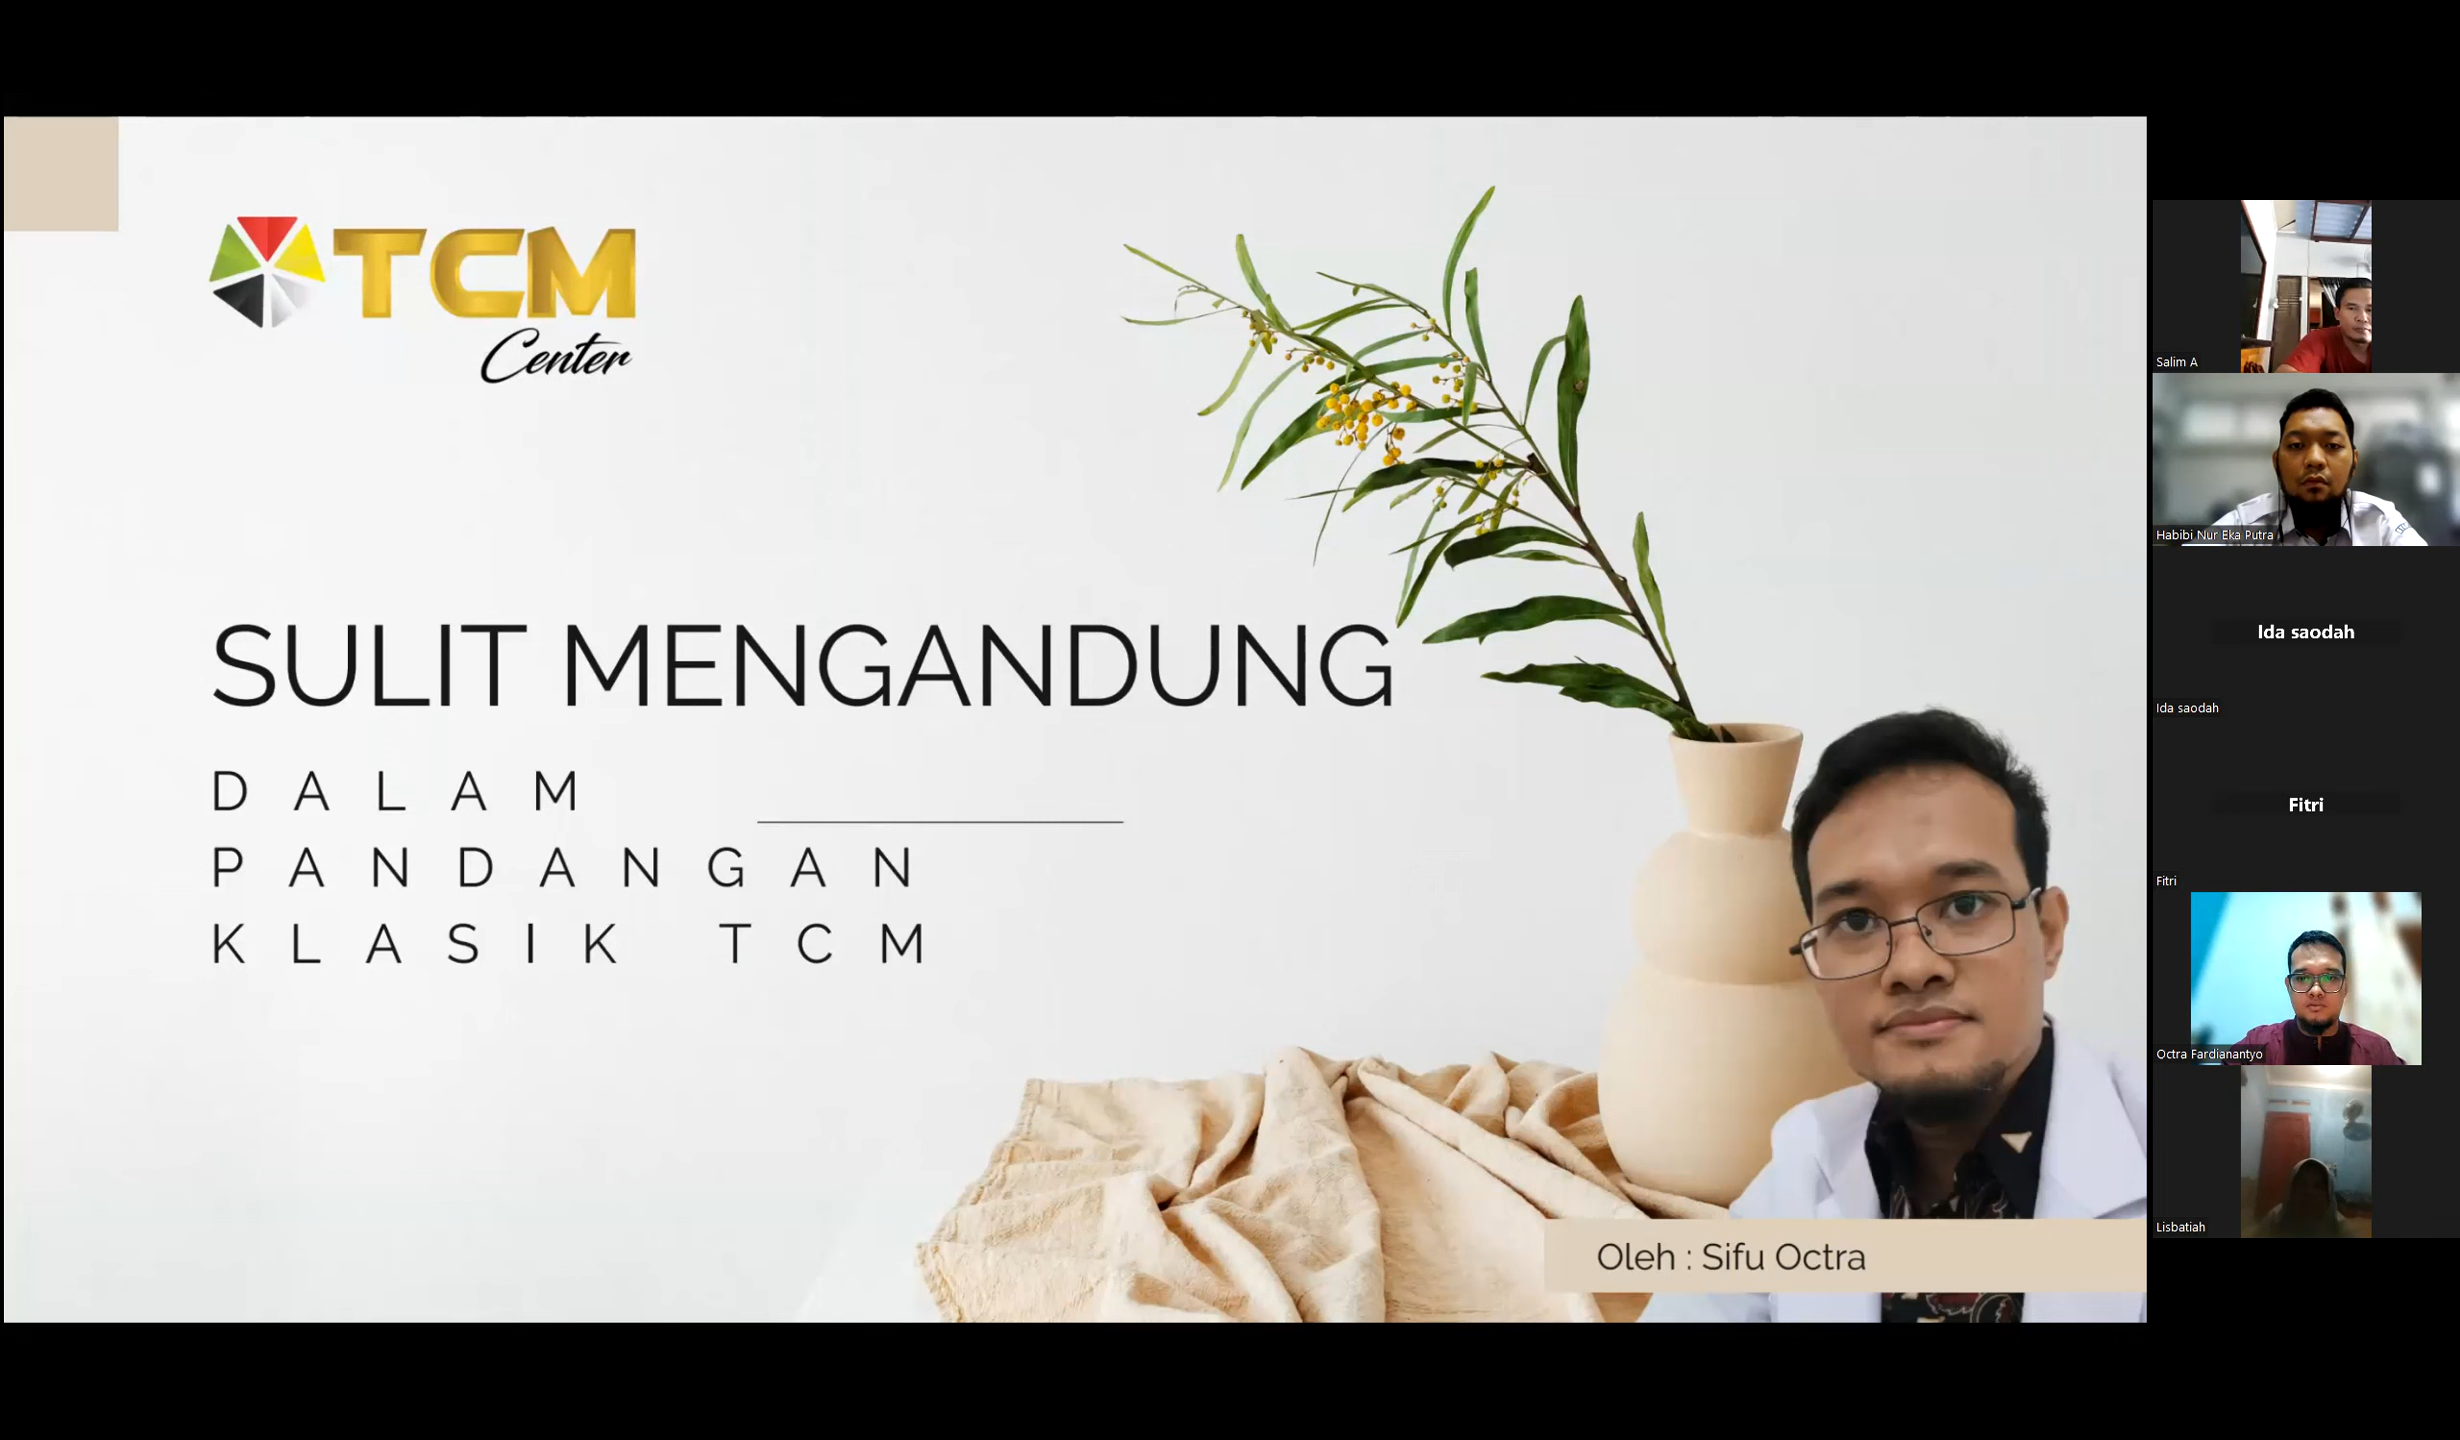 TCM
Center
SULIT MENGANDUNG
DALAM
PANDANGAN
KLASIK TCM
Oleh : Sifu Octra
Salim A
Habibi Nur Eka Putra
Ida saodah
Ida saodah
Fitri
Fitri
Octra Fardianantyo
Lisbatiah